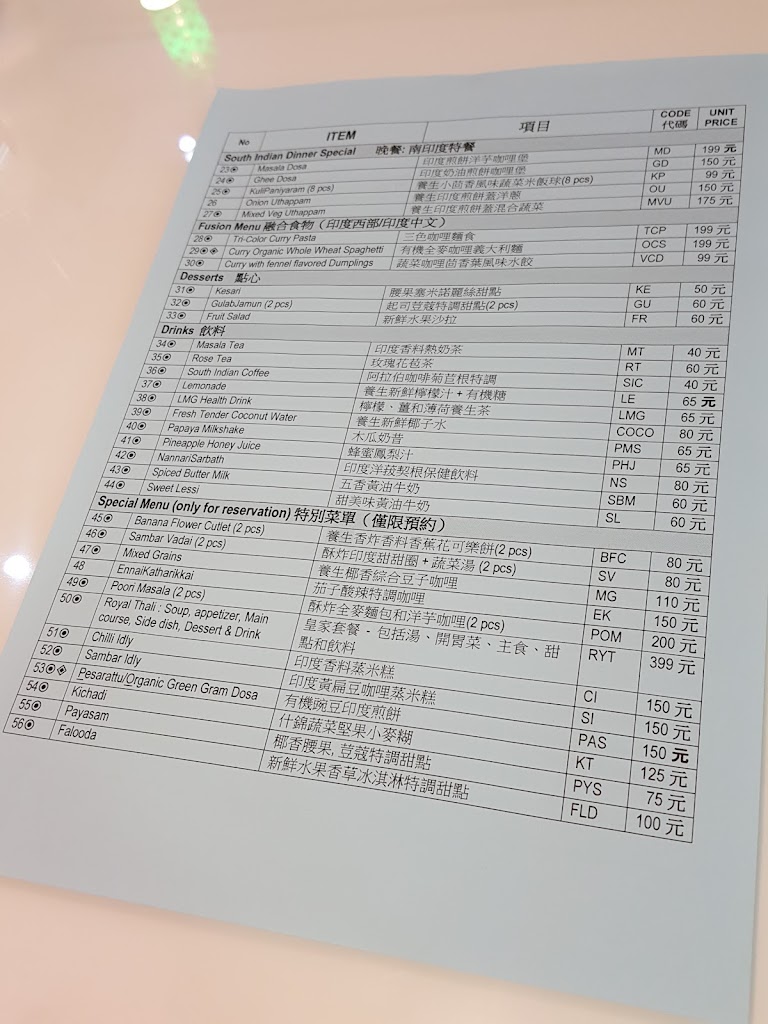 No ITEM 項目 CODE 代碼 UNIT PRICE
South Indian Dinner Special 晚餐: 南印度特餐
23◉ Masala Dosa 印度煎餅洋芋咖哩堡 MD 199 元
24◉ Ghee Dosa 印度奶油煎餅咖哩堡 GD 150 元
25◉ KuliPaniyaram (8 pcs) 養生小茴香風味蔬菜米飯球(8 pcs) KP 99 元
26 Onion Uthappam 養生印度煎餅蓋洋蔥 OU 150 元
27◉ Mixed Veg Uthappam 養生印度煎餅蓋混合蔬菜 MVU 175 元
Fusion Menu 融合食物（印度西部/印度中文）
28◉ Tri-Color Curry Pasta 三色咖哩麵食 TCP 199 元
29◉◈ Curry Organic Whole Wheat Spaghetti 有機全麥咖哩義大利麵 OCS 199 元
30◉ Curry with fennel flavored Dumplings 蔬菜咖哩茴香葉風味水餃 VCD 99 元
Desserts 點心
31◉ Kesari 腰果塞米諾麗絲甜點 KE 50 元
32◉ GulabJamun (2 pcs) 起司荳蔻特調甜點(2 pcs) GU 60 元
33◉ Fruit Salad 新鮮水果沙拉 FR 60 元
Drinks 飲料
34◉ Masala Tea 印度香料熱奶茶 MT 40 元
35◉ Rose Tea 玫瑰花苞茶 RT 60 元
36◉ South Indian Coffee 阿拉伯咖啡菊苣根特調 SIC 40 元
37◉ Lemonade 養生新鮮檸檬汁 + 有機糖 LE 65 元
38◉ LMG Health Drink 檸檬、薑和薄荷養生茶 LMG 65 元
39◉ Fresh Tender Coconut Water 養生新鮮椰子水 COCO 80 元
40◉ Papaya Milkshake 木瓜奶昔 PMS 65 元
41◉ Pineapple Honey Juice 蜂蜜鳳梨汁 PHJ 65 元
42◉ NannariSarbath 印度洋菝契根保健飲料 NS 80 元
43◉ Spiced Butter Milk 五香黃油牛奶 SBM 60 元
44◉ Sweet Lessi 甜美味黃油牛奶 SL 60 元
Special Menu (only for reservation) 特別菜單（僅限預約）
45◉ Banana Flower Cutlet (2 pcs) 養生香炸香料香蕉花可樂餅(2 pcs) BFC 80 元
46◉ Sambar Vadai (2 pcs) 酥炸印度甜甜圈 + 蔬菜湯 (2 pcs) SV 80 元
47◉ Mixed Grains 養生椰香綜合豆子咖哩 MG 110 元
48 EnnaiKatharikkai 茄子酸辣特調咖哩 EK 150 元
49◉ Poori Masala (2 pcs) 酥炸全麥麵包和洋芋咖哩(2 pcs) POM 200 元
50◉ Royal Thali : Soup, appetizer, Main 皇家套餐 - 包括湯、開胃菜、主食、甜 RYT 399 元
course, Side dish, Dessert & Drink 點和飲料
51◉ Chilli Idly 印度香料蒸米糕 CI 150 元
52◉ Sambar Idly 印度黃扁豆咖哩蒸米糕 SI 150 元
53◉◈ Pesarattu/Organic Green Gram Dosa 有機豌豆印度煎餅 PAS 150 元
54◉ Kichadi 什錦蔬菜堅果小麥糊 KT 125 元
55◉ Payasam 椰香腰果, 荳蔻特調甜點 PYS 75 元
56◉ Falooda 新鮮水果香草冰淇淋特調甜點 FLD 100 元